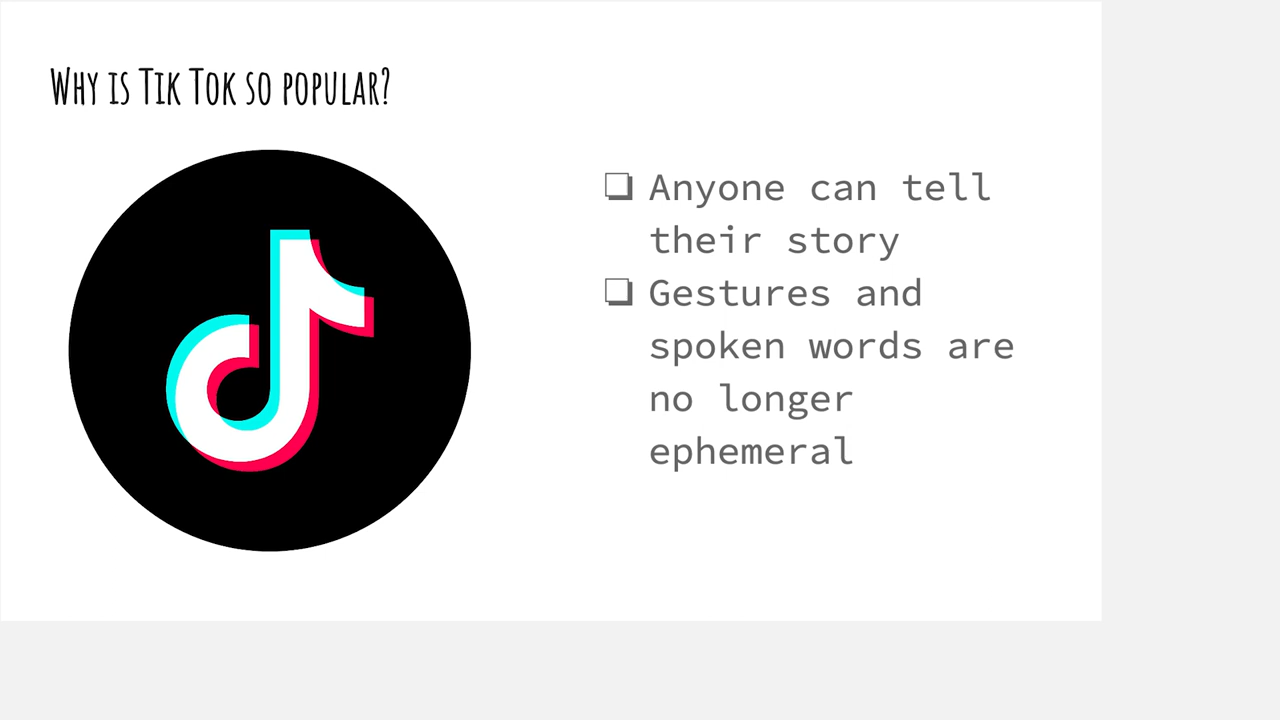 Why is Tik Tok so popular?
❏ Anyone can tell
their story
❏ Gestures and
spoken words are
no longer
ephemeral